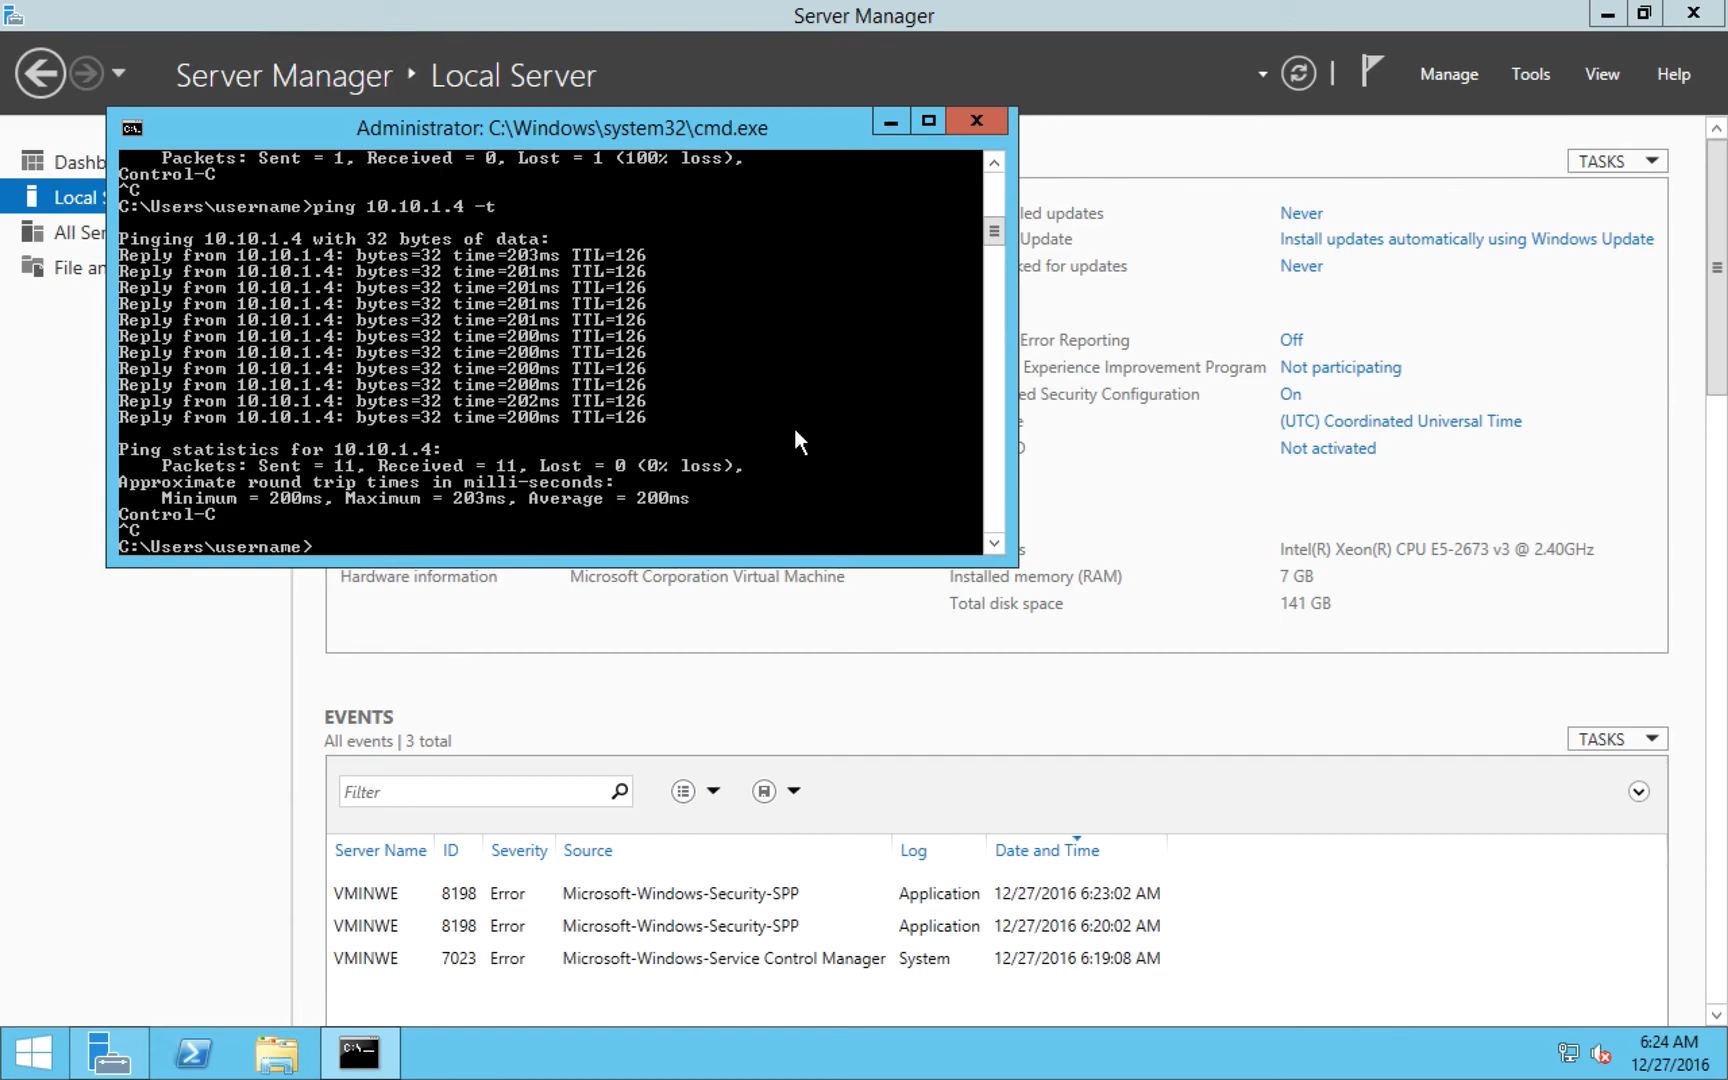 Server Manager
Server Manager ‣ Local Server
Manage
Tools
View
Help
Administrator: C:\Windows\system32\cmd.exe
C:\.
Packets: Sent = 1, Received = 0, Lost = 1 (100% loss),
Control-C
^C
C:\Users\username>ping 10.10.1.4 -t
Pinging 10.10.1.4 with 32 bytes of data:
Reply from 10.10.1.4: bytes=32 time=203ms TTL=126
Reply from 10.10.1.4: bytes=32 time=201ms TTL=126
Reply from 10.10.1.4: bytes=32 time=201ms TTL=126
Reply from 10.10.1.4: bytes=32 time=201ms TTL=126
Reply from 10.10.1.4: bytes=32 time=201ms TTL=126
Reply from 10.10.1.4: bytes=32 time=200ms TTL=126
Reply from 10.10.1.4: bytes=32 time=200ms TTL=126
Reply from 10.10.1.4: bytes=32 time=200ms TTL=126
Reply from 10.10.1.4: bytes=32 time=200ms TTL=126
Reply from 10.10.1.4: bytes=32 time=202ms TTL=126
Reply from 10.10.1.4: bytes=32 time=200ms TTL=126
Ping statistics for 10.10.1.4:
Packets: Sent = 11, Received = 11, Lost = 0 (0% loss),
Approximate round trip times in milli-seconds:
Minimum = 200ms, Maximum = 203ms, Average = 200ms
Control-C
^C
C:\Users\username>
Dashb
Local S
All Ser
File an
TASKS
led updates Never
Update Install updates automatically using Windows Update
ked for updates Never
Error Reporting Off
Experience Improvement Program Not participating
ed Security Configuration On
e (UTC) Coordinated Universal Time
D Not activated
s Intel(R) Xeon(R) CPU E5-2673 v3 @ 2.40GHz
Hardware information Microsoft Corporation Virtual Machine Installed memory (RAM) 7 GB
Total disk space 141 GB
EVENTS
All events | 3 total
TASKS
Filter
Server Name ID Severity Source Log Date and Time
VMINWE 8198 Error Microsoft-Windows-Security-SPP Application 12/27/2016 6:23:02 AM
VMINWE 8198 Error Microsoft-Windows-Security-SPP Application 12/27/2016 6:20:02 AM
VMINWE 7023 Error Microsoft-Windows-Service Control Manager System 12/27/2016 6:19:08 AM
6:24 AM
12/27/2016